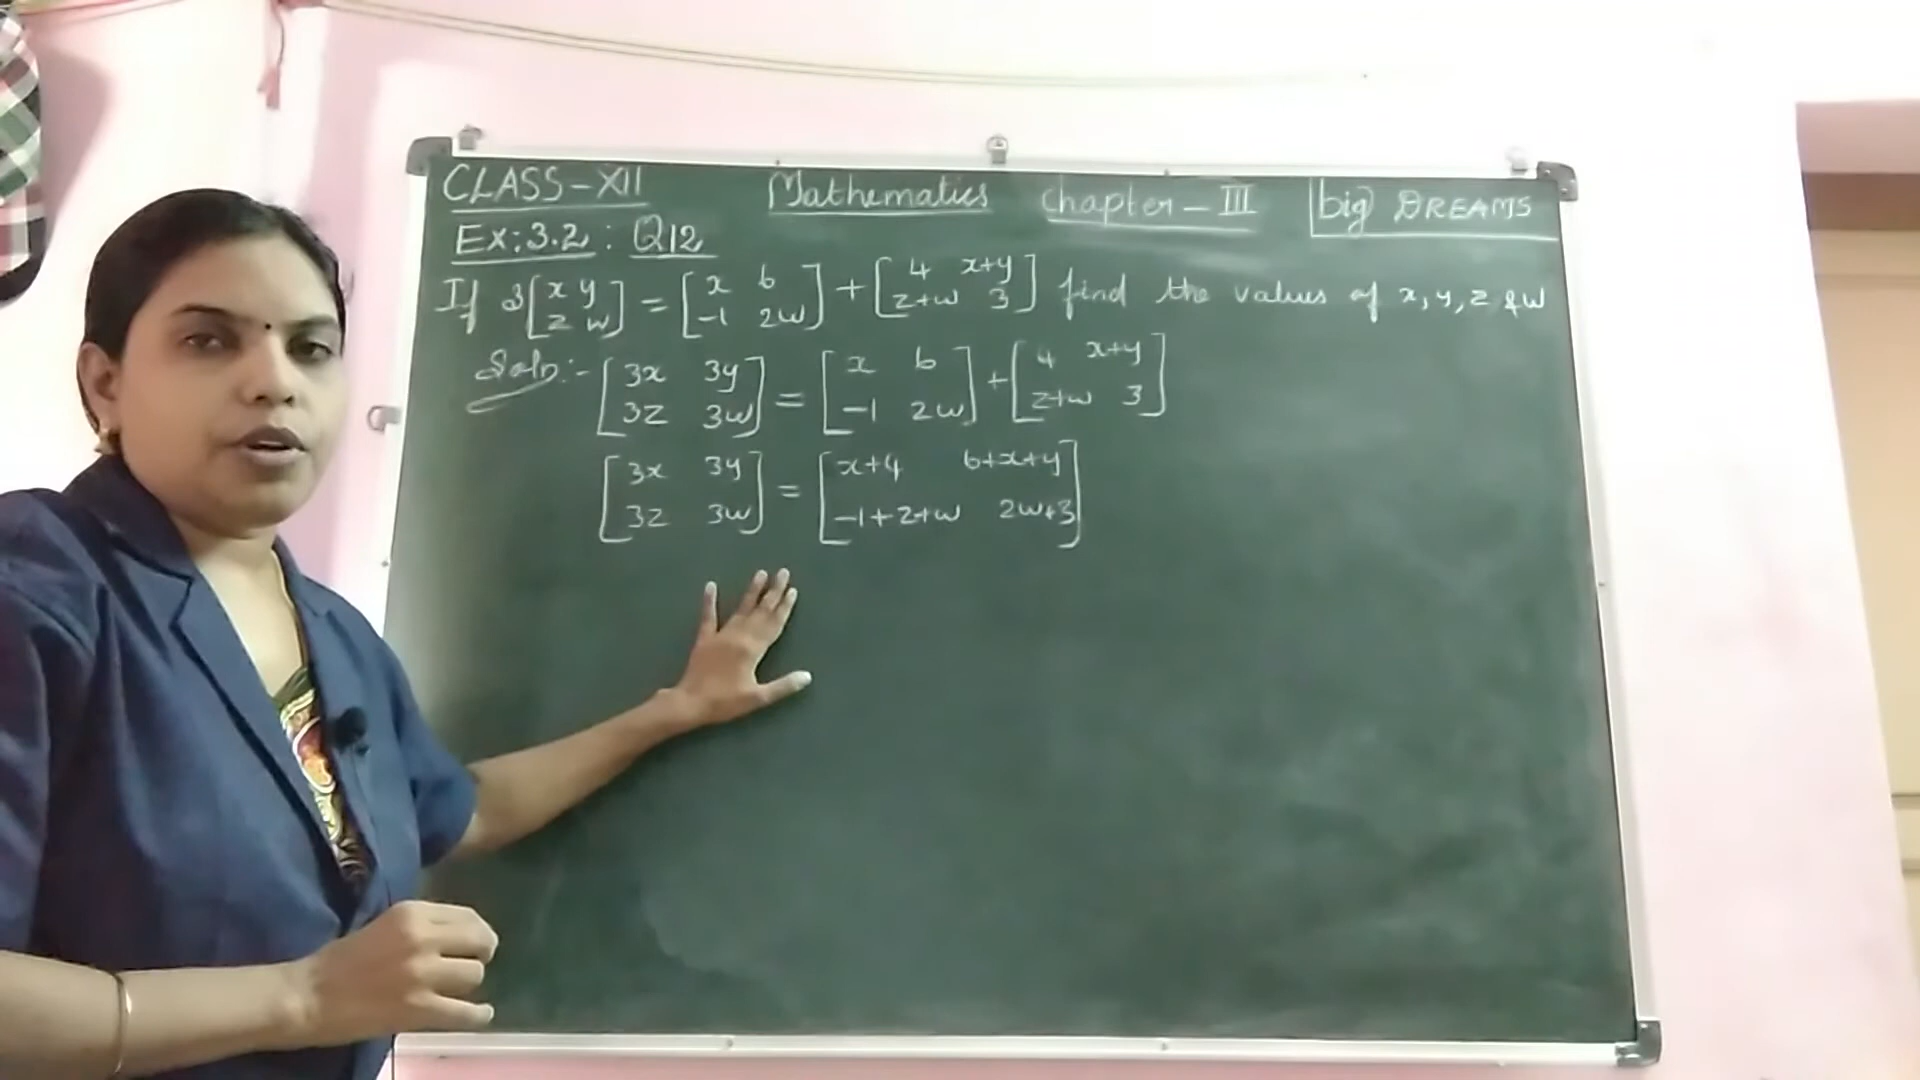 CLASS-XII Mathematics Chapter-III big DREAMS
Ex:3.2: Q12
If 3[x y; z w] = [x 6; -1 2w] + [4 x+y; z+w 3] find the values of x, y, z & w
Soln:- [3x 3y; 3z 3w] = [x 6; -1 2w] + [4 x+y; z+w 3]
[3x 3y; 3z 3w] = [x+4 6+x+y; -1+z+w 2w+3]